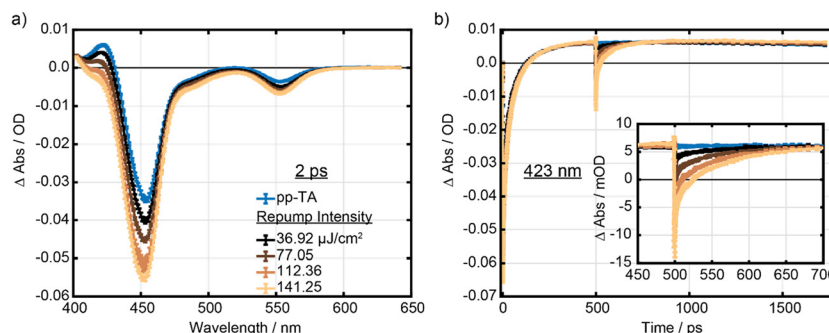 a)
0.01
0.0
-0.01
-0.02
-0.03
-0.04
-0.05
-0.06
Δ Abs / OD
400 450 500 550 600 650
Wavelength / nm
2 ps
pp-TA
Repump Intensity
36.92 μJ/cm²
77.05
112.36
141.25
b)
0.01
0.0
-0.01
-0.02
-0.03
-0.04
-0.05
-0.06
-0.07
Δ Abs / OD
0 500 1000 1500
Time / ps
423 nm
10
5
0
-5
-10
-15
Δ Abs / mOD
450 500 550 600 700